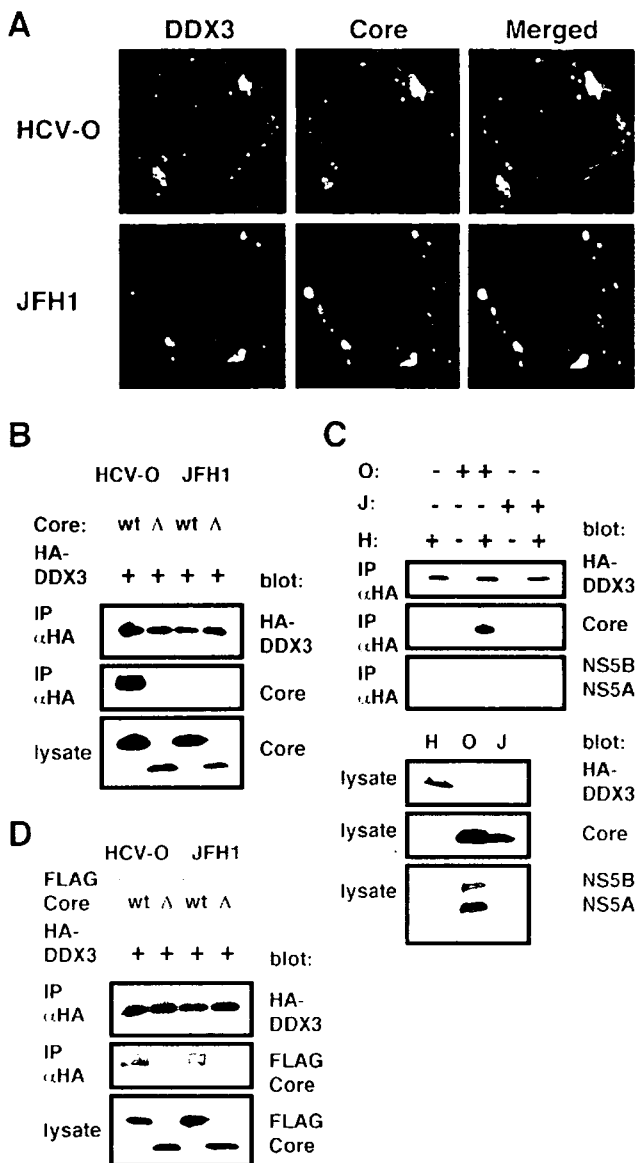 A
DDX3 Core Merged
HCV-O
JFH1
B
HCV-O JFH1
Core: wt Λ wt Λ
HA-
DDX3 + + + + blot:
IP
αHA
HA-
DDX3
IP
αHA
Core
lysate
Core
C
O: - + + - -
J: - - - + +
H: + - + - +
blot:
IP
αHA
HA-
DDX3
IP
αHA
Core
IP
αHA
NS5B
NS5A
H O J blot:
lysate
HA-
DDX3
lysate
Core
lysate
NS5B
NS5A
D
HCV-O JFH1
FLAG
Core wt Λ wt Λ
HA-
DDX3 + + + + blot:
IP
αHA
HA-
DDX3
IP
αHA
FLAG
Core
lysate
FLAG
Core